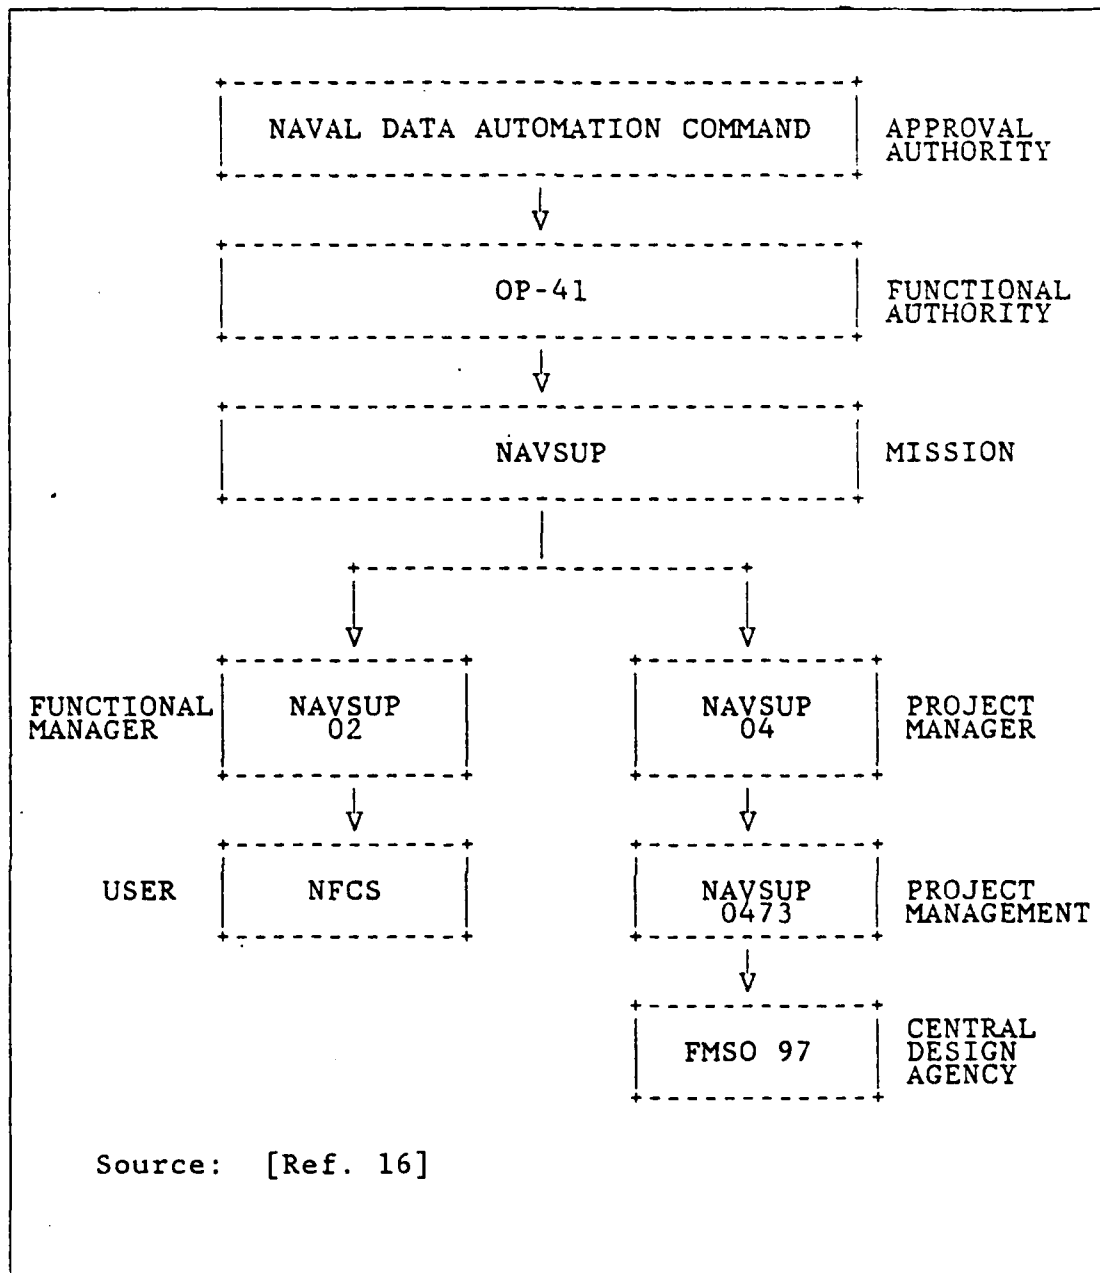 NAVAL DATA AUTOMATION COMMAND
APPROVAL
AUTHORITY
OP-41
FUNCTIONAL
AUTHORITY
NAVSUP
MISSION
FUNCTIONAL
MANAGER
NAVSUP
02
NAVSUP
04
PROJECT
MANAGER
USER
NFCS
NAVSUP
0473
PROJECT
MANAGEMENT
FMSO 97
CENTRAL
DESIGN
AGENCY
Source: [Ref. 16]